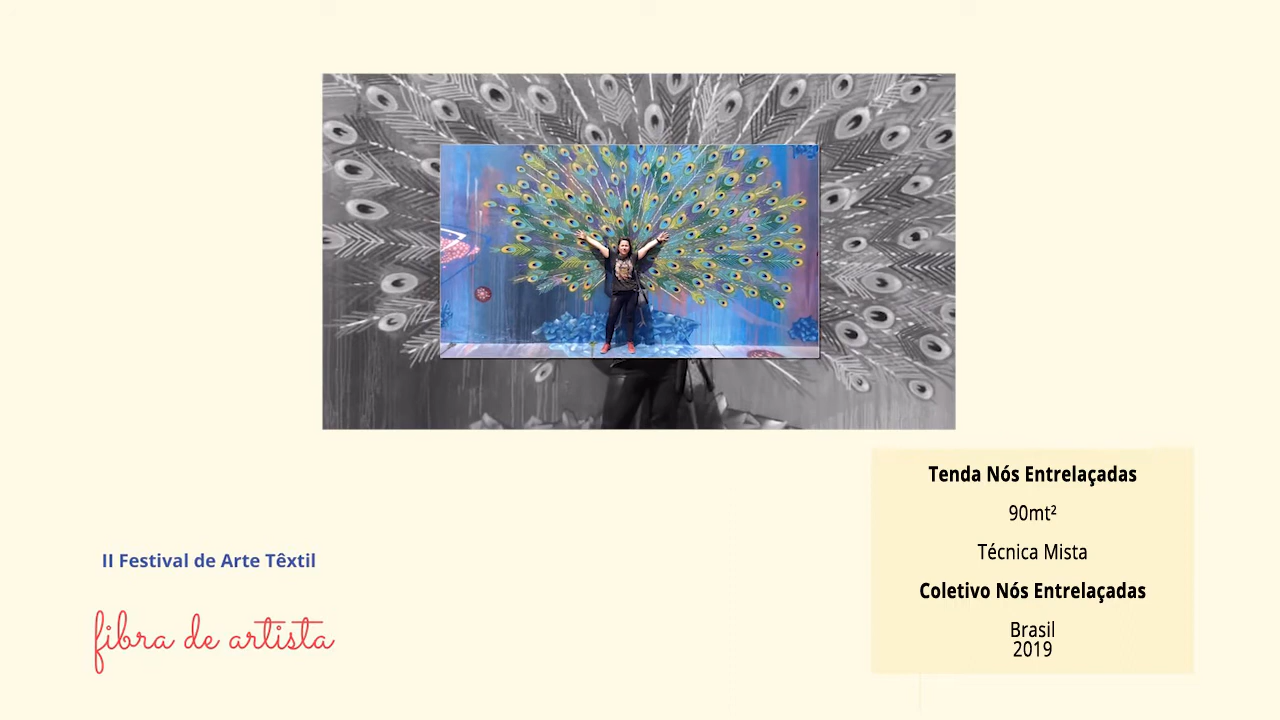 Tenda Nós Entrelaçadas
90mt²
Técnica Mista
Coletivo Nós Entrelaçadas
Brasil
2019
II Festival de Arte Têxtil
fibra de artista